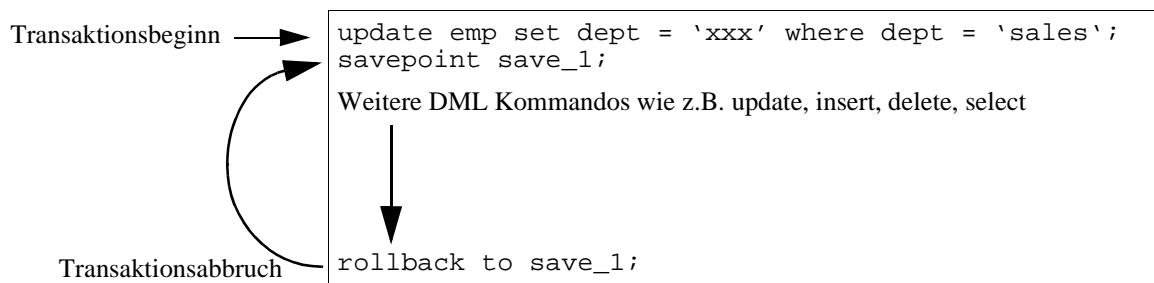 Transaktionsbeginn
update emp set dept = ‘xxx’ where dept = ‘sales‘;
savepoint save_1;
Weitere DML Kommandos wie z.B. update, insert, delete, select
Transaktionsabbruch
rollback to save_1;